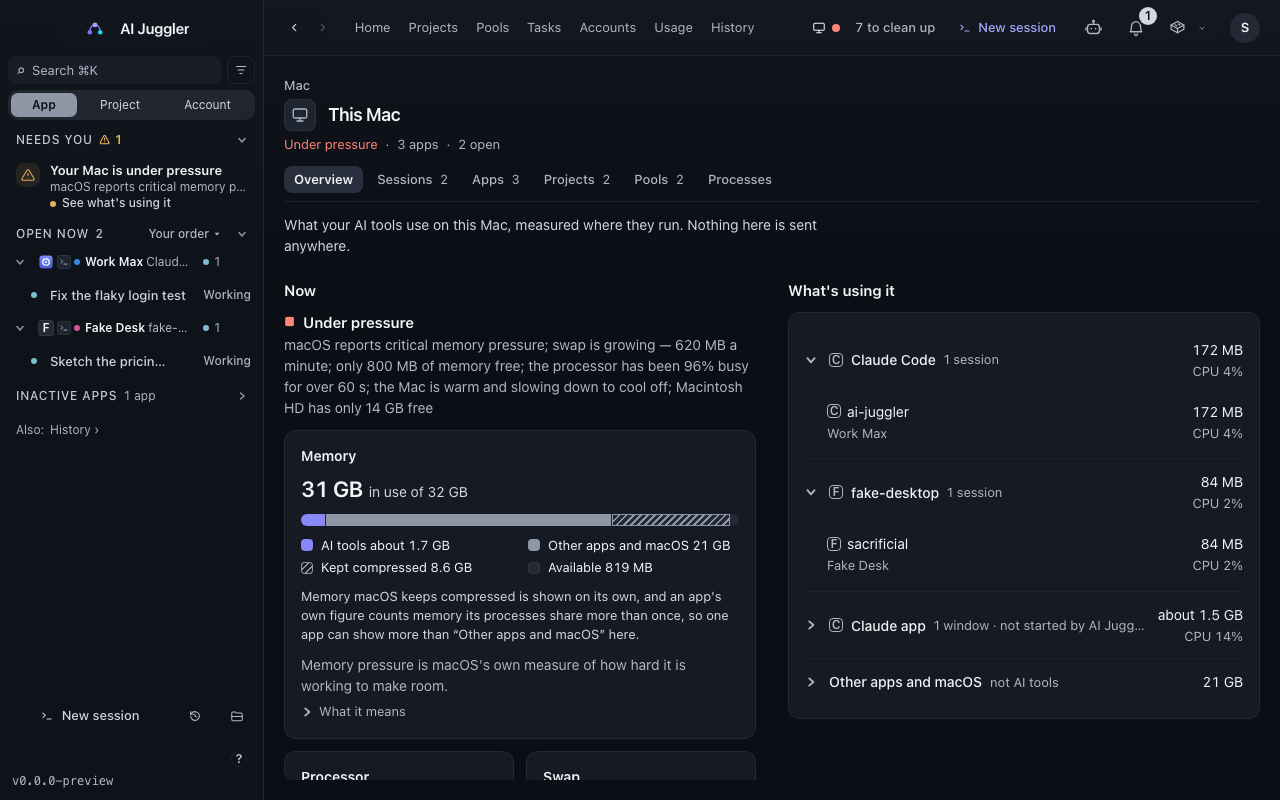 AI Juggler
Search ⌘K
App Project Account
NEEDS YOU 1
Your Mac is under pressure
macOS reports critical memory p...
See what's using it
OPEN NOW 2 Your order
Work Max Claud...
1
Fix the flaky login test Working
F Fake Desk fake-...
1
Sketch the pricin... Working
INACTIVE APPS 1 app
Also: History ›
New session
?
v0.0.0-preview
Home Projects Pools Tasks Accounts Usage History
7 to clean up
New session
1
S
Mac
This Mac
Under pressure · 3 apps · 2 open
Overview Sessions 2 Apps 3 Projects 2 Pools 2 Processes
What your AI tools use on this Mac, measured where they run. Nothing here is sent
anywhere.
Now
Under pressure
macOS reports critical memory pressure; swap is growing — 620 MB a
minute; only 800 MB of memory free; the processor has been 96% busy
for over 60 s; the Mac is warm and slowing down to cool off; Macintosh
HD has only 14 GB free
Memory
31 GB in use of 32 GB
AI tools about 1.7 GB
Other apps and macOS 21 GB
Kept compressed 8.6 GB
Available 819 MB
Memory macOS keeps compressed is shown on its own, and an app's
own figure counts memory its processes share more than once, so one
app can show more than “Other apps and macOS” here.
Memory pressure is macOS's own measure of how hard it is
working to make room.
What it means
Processor
Swap
What's using it
C Claude Code 1 session
172 MB
CPU 4%
C ai-juggler
172 MB
Work Max
CPU 4%
F fake-desktop 1 session
84 MB
CPU 2%
F sacrificial
84 MB
Fake Desk
CPU 2%
C Claude app 1 window · not started by AI Jugg...
about 1.5 GB
CPU 14%
Other apps and macOS not AI tools
21 GB